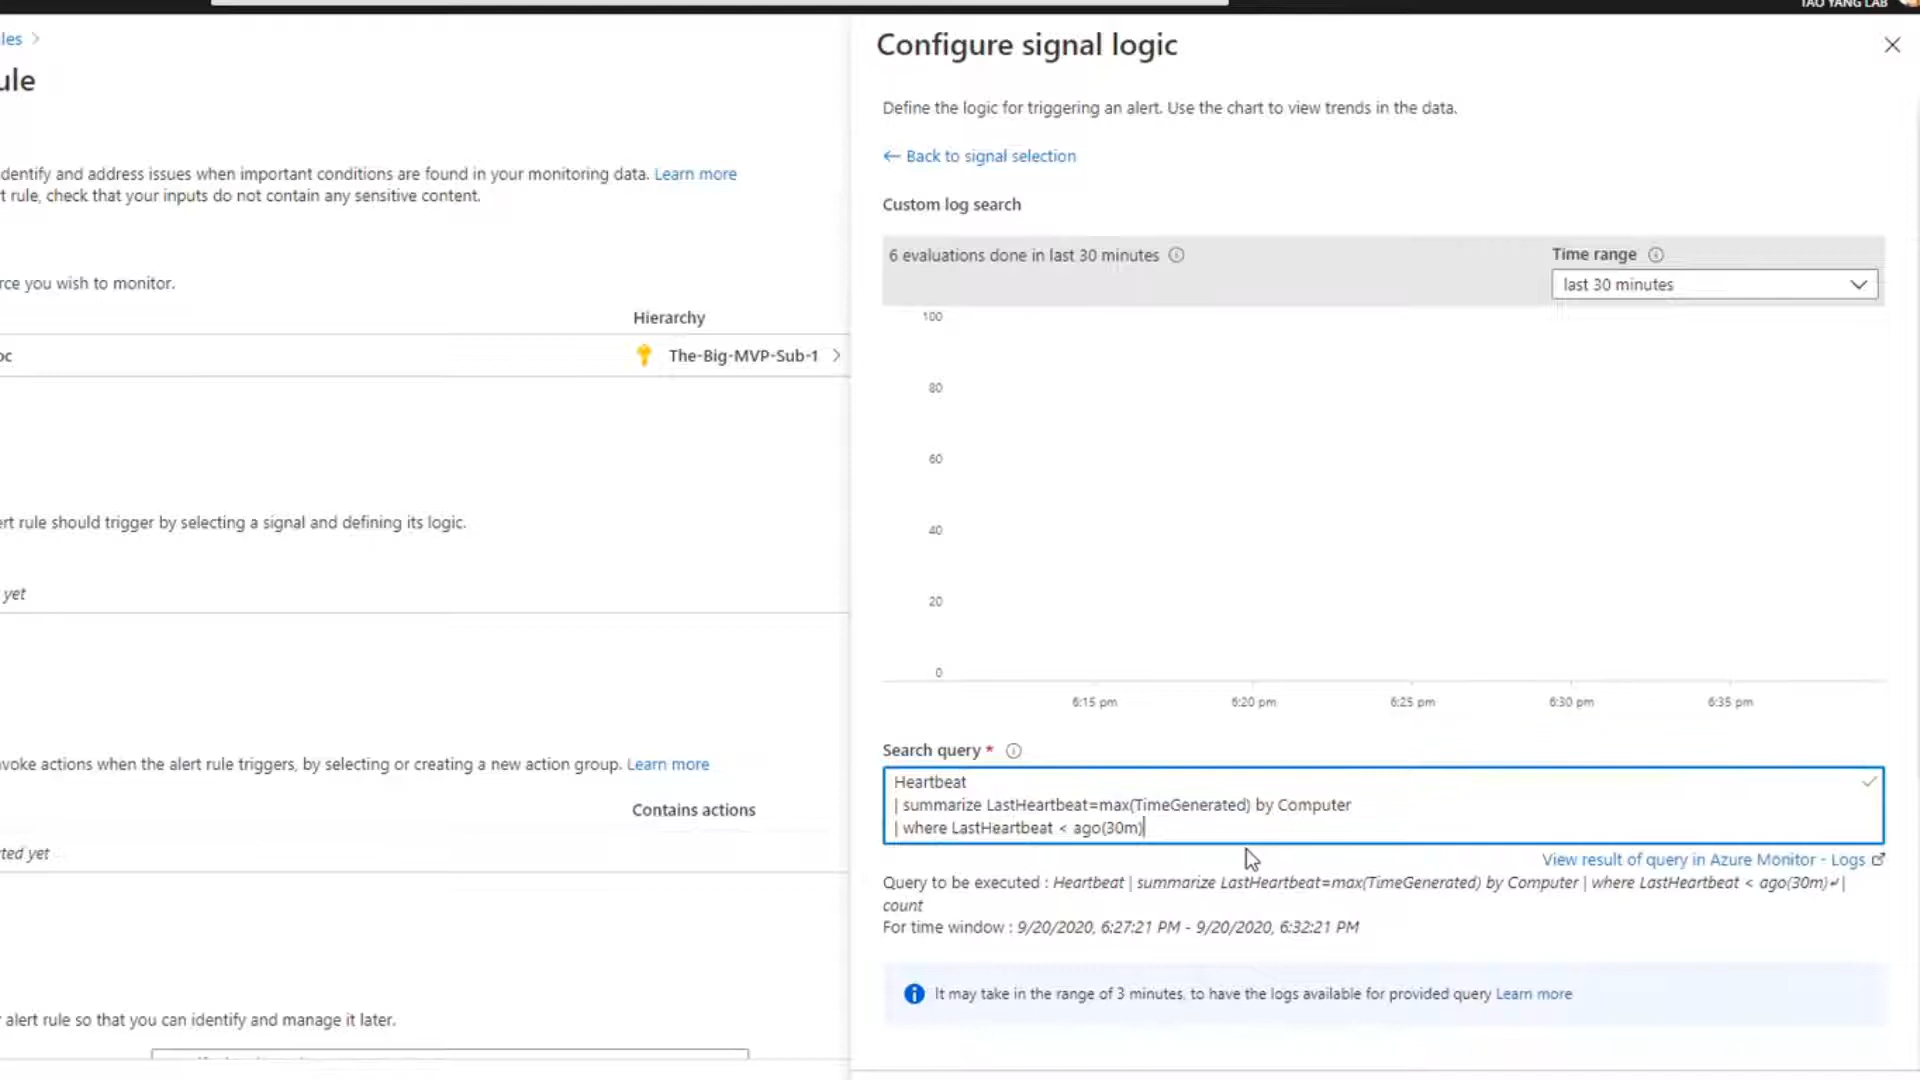 TAO YANG LAB
les >
ule
dentify and address issues when important conditions are found in your monitoring data. Learn more
t rule, check that your inputs do not contain any sensitive content.
rce you wish to monitor.
Hierarchy
oc
The-Big-MVP-Sub-1 >
ert rule should trigger by selecting a signal and defining its logic.
yet
nvoke actions when the alert rule triggers, by selecting or creating a new action group. Learn more
Contains actions
ted yet
alert rule so that you can identify and manage it later.
Configure signal logic
Define the logic for triggering an alert. Use the chart to view trends in the data.
← Back to signal selection
Custom log search
6 evaluations done in last 30 minutes
Time range
last 30 minutes
100
80
60
40
20
0
6:15 pm 6:20 pm 6:25 pm 6:30 pm 6:35 pm
Search query *
Heartbeat
| summarize LastHeartbeat=max(TimeGenerated) by Computer
| where LastHeartbeat < ago(30m)
View result of query in Azure Monitor - Logs
Query to be executed : Heartbeat | summarize LastHeartbeat=max(TimeGenerated) by Computer | where LastHeartbeat < ago(30m)↵ |
count
For time window : 9/20/2020, 6:27:21 PM - 9/20/2020, 6:32:21 PM
It may take in the range of 3 minutes, to have the logs available for provided query Learn more